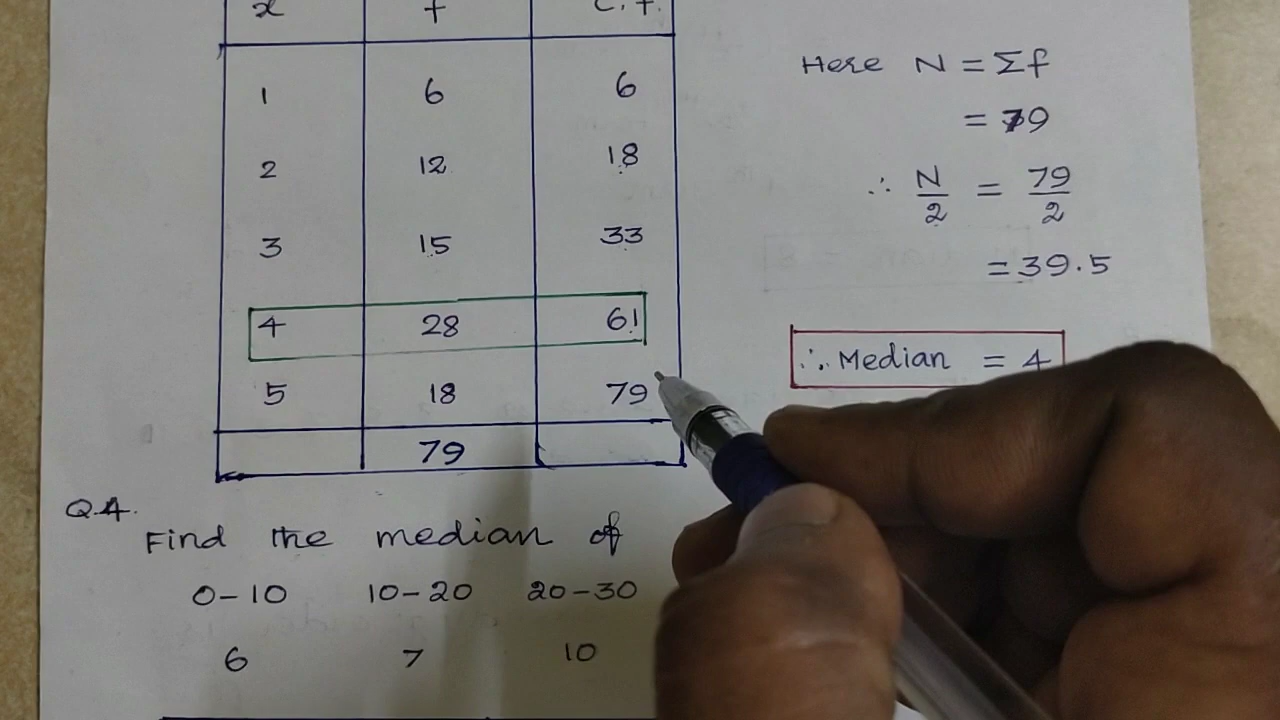 x f c.f.
1 6 6
2 12 18
3 15 33
4 28 61
5 18 79
79
Here N = Σf
= 79
∴ N/2 = 79/2
= 39.5
∴ Median = 4
Q.4.
Find the median of
0-10 10-20 20-30
6 7 10